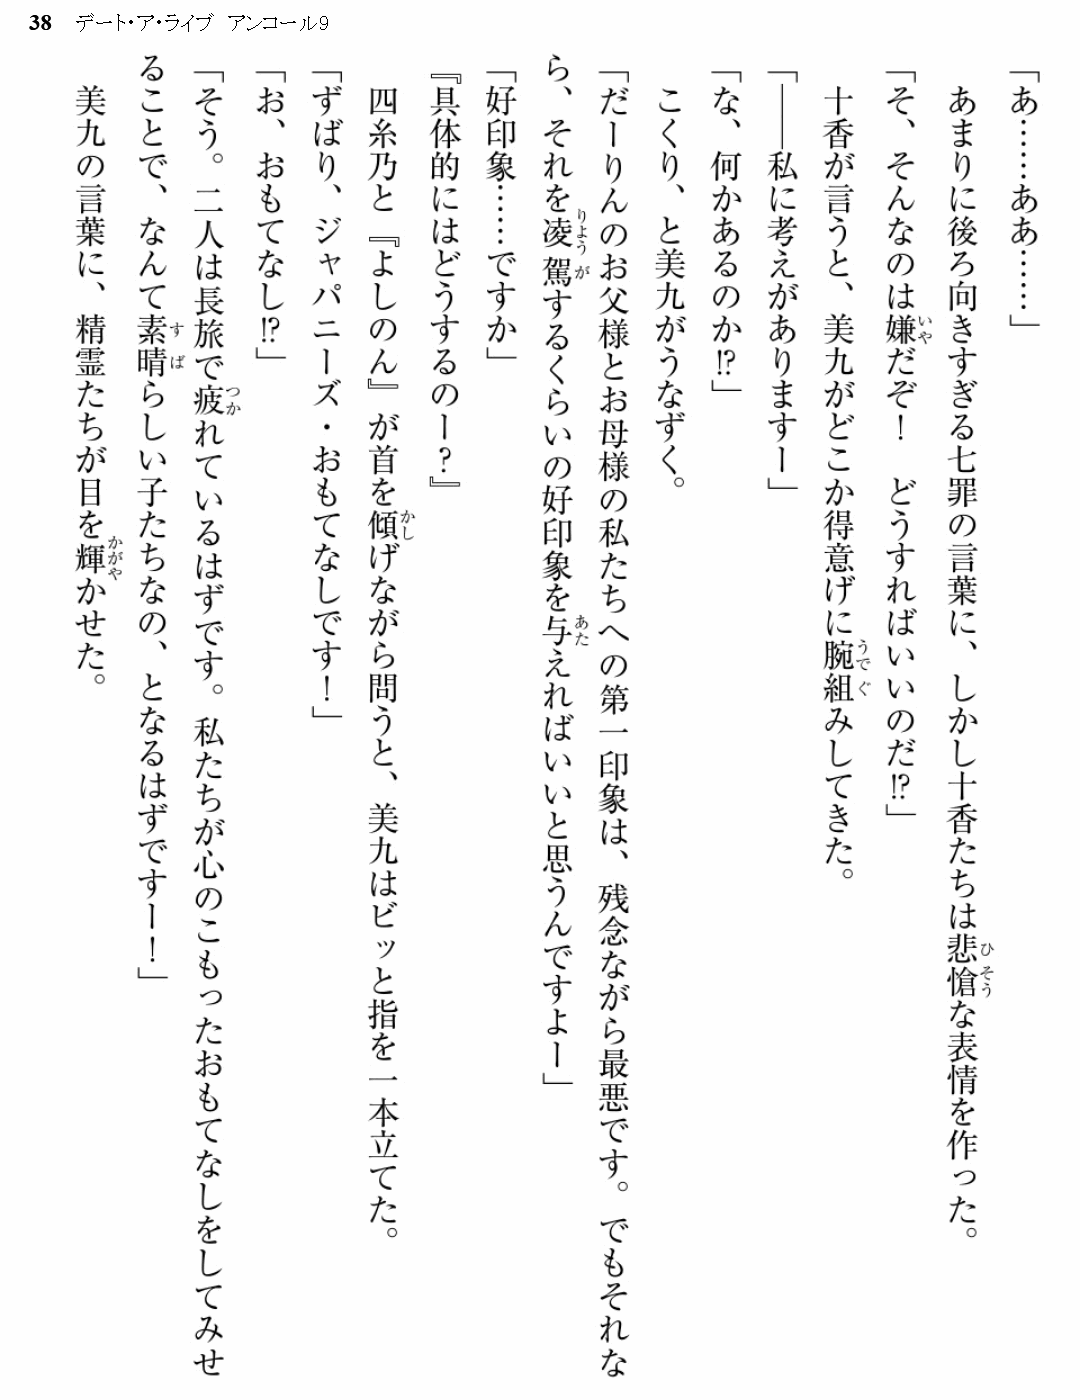 38 デート・ア・ライブ アンコール9
「あ……ああ……」
　あまりに後ろ向きすぎる七罪の言葉に、しかし十香たちは悲愴な表情を作った。
「そ、そんなのは嫌だぞ！　どうすればいいのだ!?」
　十香が言うと、美九がどこか得意げに腕組みしてきた。
「――私に考えがありますー」
「な、何かあるのか!?」
　こくり、と美九がうなずく。
「だーりんのお父様とお母様の私たちへの第一印象は、残念ながら最悪です。でもそれな
ら、それを凌駕するくらいの好印象を与えればいいと思うんですよー」
「好印象……ですか」
『具体的にはどうするのー？』
　四糸乃と『よしのん』が首を傾げながら問うと、美九はビッと指を一本立てた。
「ずばり、ジャパニーズ・おもてなしです！」
「お、おもてなし!?」
「そう。二人は長旅で疲れているはずです。私たちが心のこもったおもてなしをしてみせ
ることで、なんて素晴らしい子たちなの、となるはずですー！」
　美九の言葉に、精霊たちが目を輝かせた。